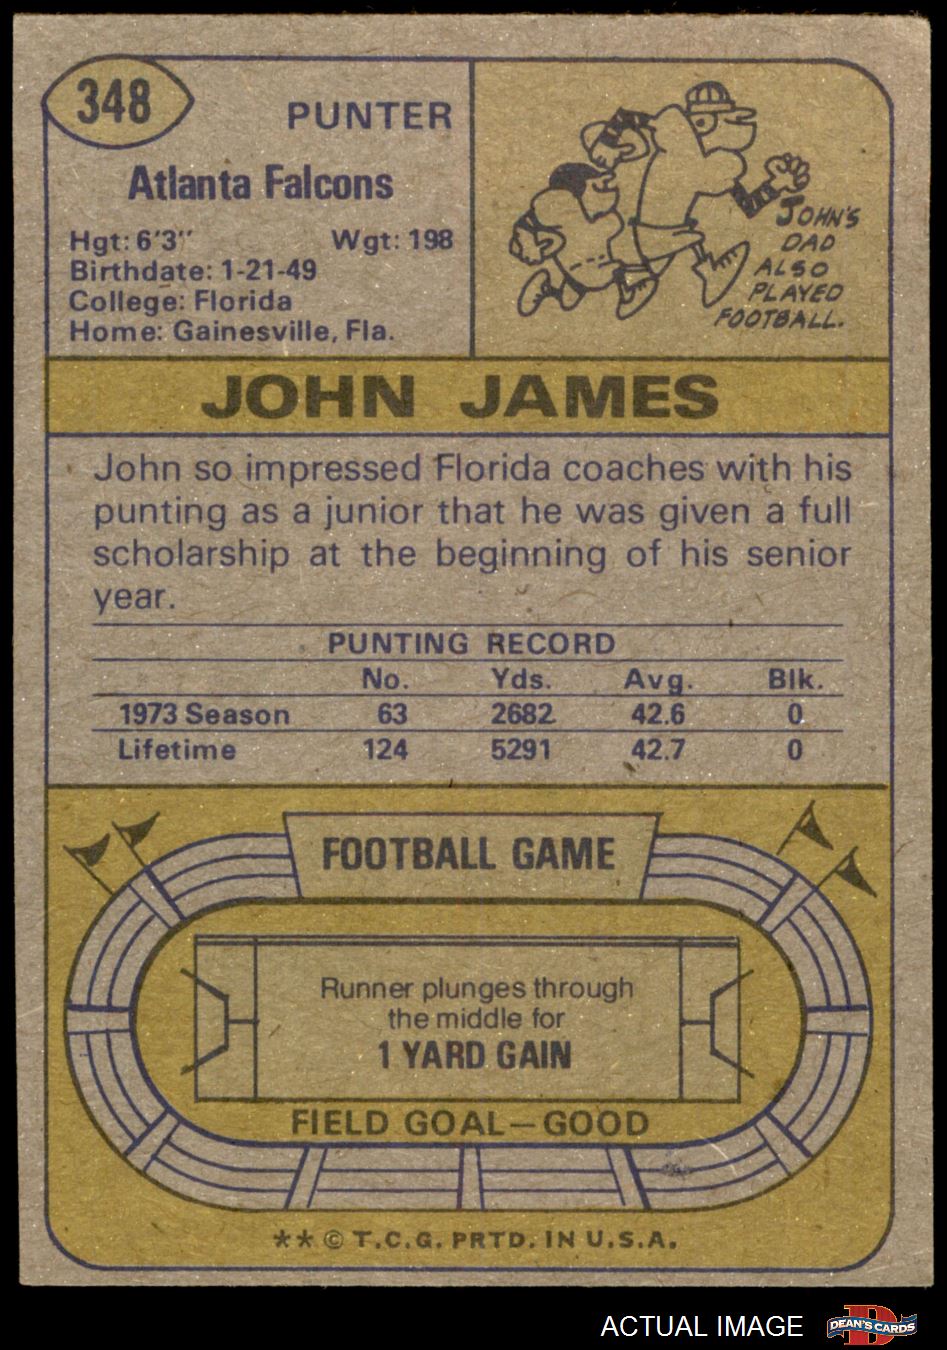 348
PUNTER
Atlanta Falcons
Hgt: 6'3" Wgt: 198
Birthdate: 1-21-49
College: Florida
Home: Gainesville, Fla.
JOHN'S
DAD
ALSO
PLAYED
FOOTBALL.
JOHN JAMES
John so impressed Florida coaches with his
punting as a junior that he was given a full
scholarship at the beginning of his senior
year.
PUNTING RECORD
No. Yds. Avg. Blk.
1973 Season 63 2682 42.6 0
Lifetime 124 5291 42.7 0
FOOTBALL GAME
Runner plunges through
the middle for
1 YARD GAIN
FIELD GOAL—GOOD
** © T.C.G. PRTD. IN U.S.A.
ACTUAL IMAGE
D
DEAN'S CARDS